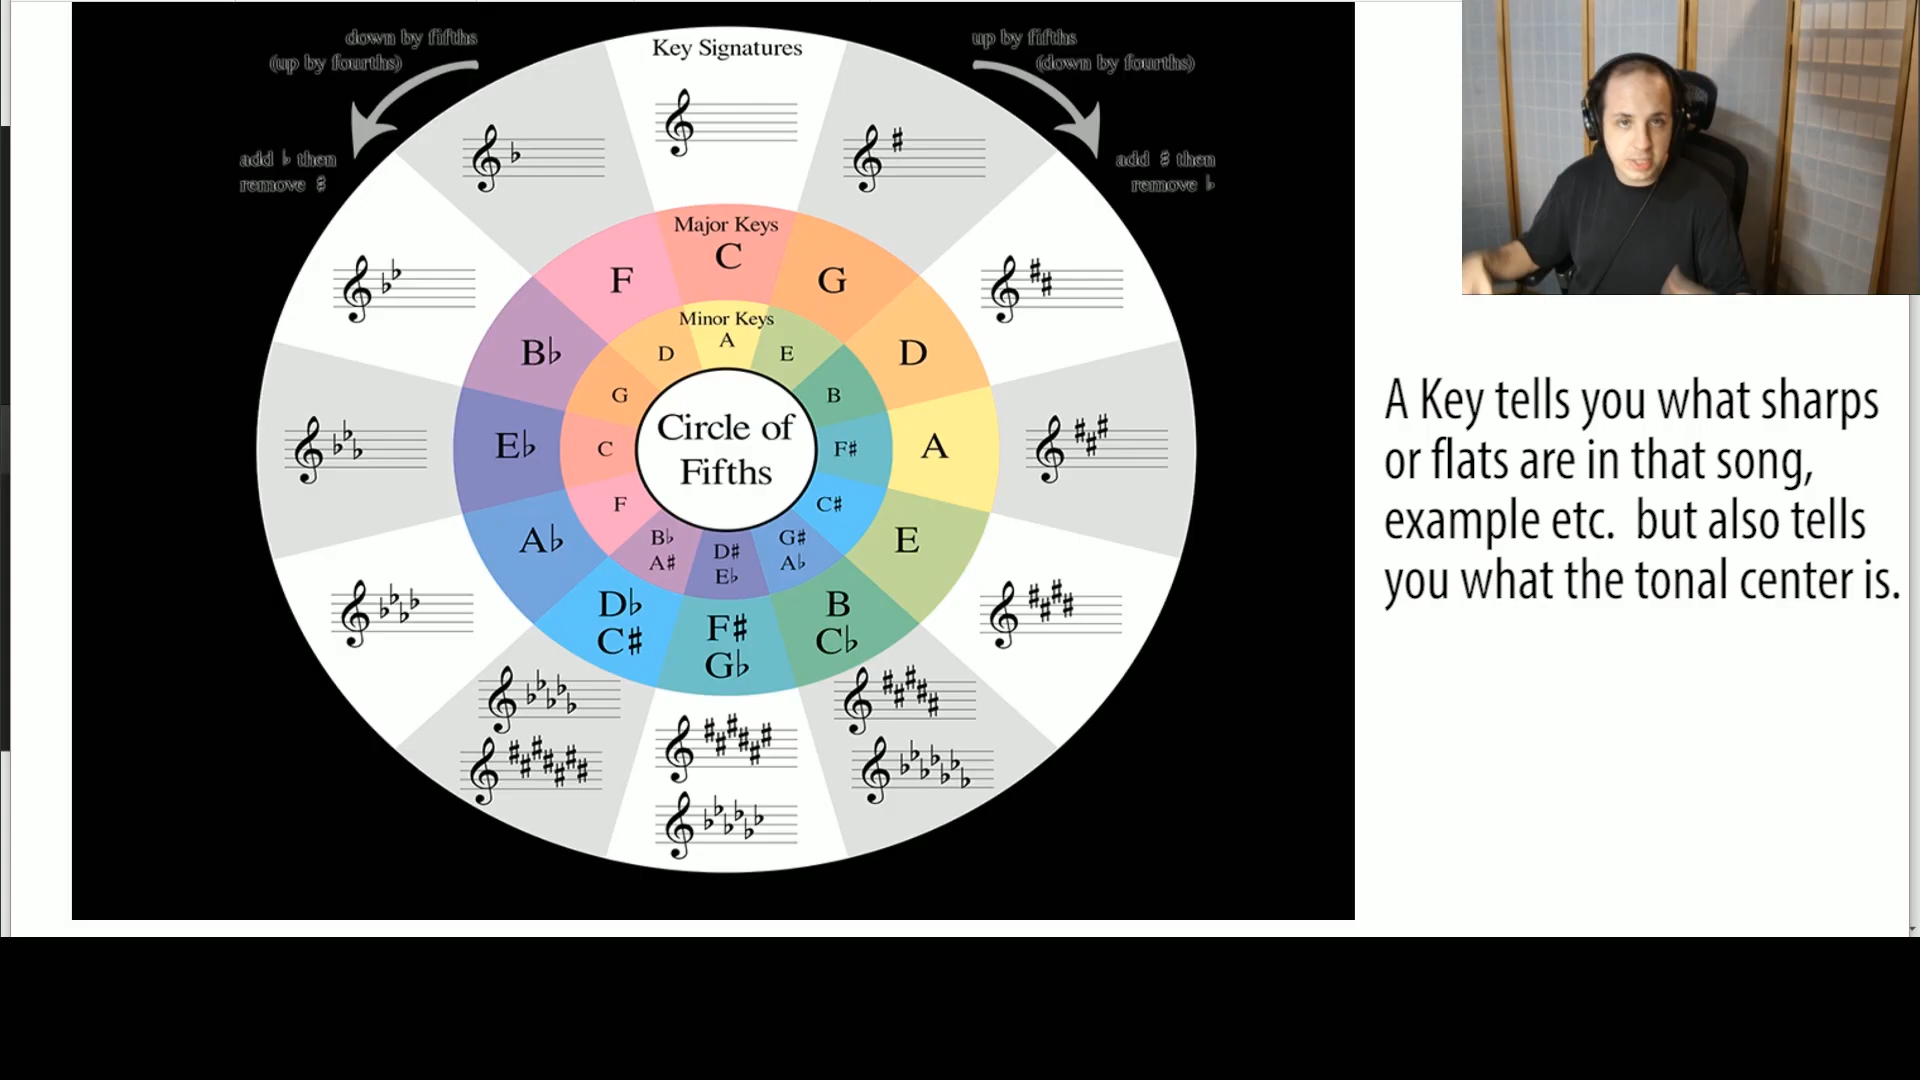 down by fifths
(up by fourths)
add ♭ then
remove ♯
up by fifths
(down by fourths)
add ♯ then
remove ♭
Key Signatures
Major Keys
C
G
D
A
E
B
C♭
F♯
G♭
D♭
C♯
A♭
E♭
B♭
F
Minor Keys
A
E
B
F♯
C♯
G♯
A♭
D♯
E♭
B♭
A♯
F
C
G
D
Circle of
Fifths
A Key tells you what sharps
or flats are in that song,
example etc. but also tells
you what the tonal center is.